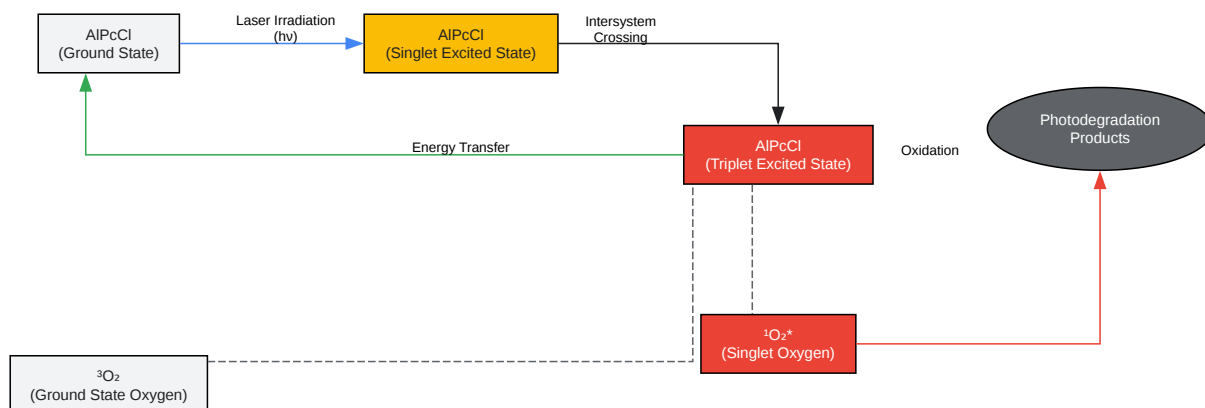 AlPcCl
(Ground State)
Laser Irradiation
(hν)
AlPcCl
(Singlet Excited State)
Intersystem
Crossing
Photodegradation
Products
AlPcCl
(Triplet Excited State)
Oxidation
Energy Transfer
¹O₂*
(Singlet Oxygen)
³O₂
(Ground State Oxygen)